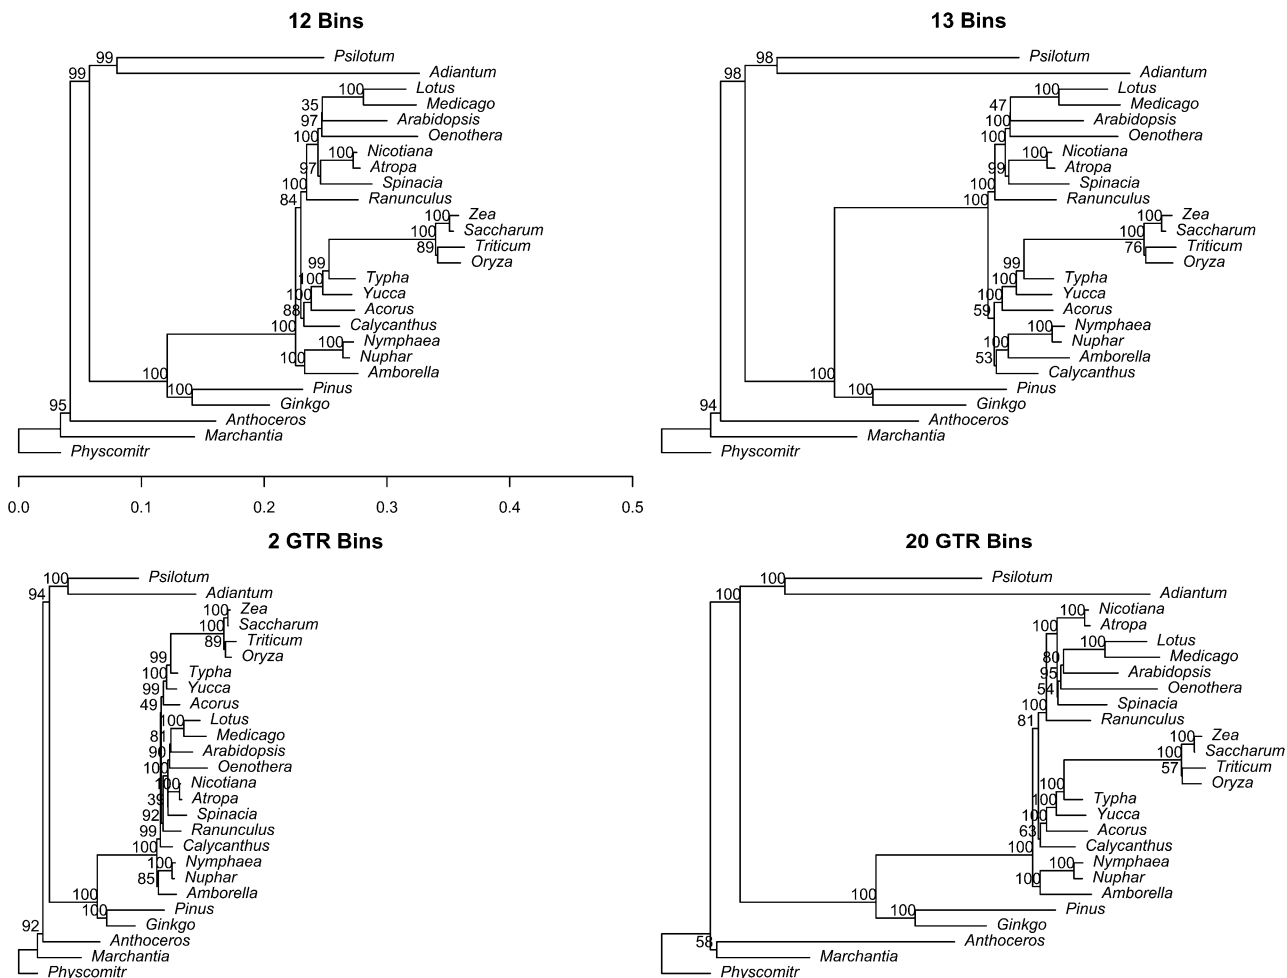 12 Bins
99
Psilotum
99
Adiantum
100
Lotus
35
Medicago
97
Arabidopsis
100
Oenothera
100
Nicotiana
97
Atropa
Spinacia
100
Ranunculus
84
100
Zea
100
Saccharum
89
Triticum
Oryza
99
100
Typha
100
Yucca
88
Acorus
100
Calycanthus
100
Nymphaea
100
Nuphar
100
Amborella
100
Pinus
Ginkgo
95
Anthoceros
Marchantia
Physcomitr
0.0 0.1 0.2 0.3 0.4 0.5
13 Bins
98
Psilotum
98
Adiantum
100
Lotus
47
Medicago
100
Arabidopsis
100
Oenothera
100
Nicotiana
99
Atropa
100
Spinacia
100
Ranunculus
100
Zea
100
Saccharum
76
Triticum
Oryza
99
100
Typha
100
Yucca
59
Acorus
100
Nymphaea
100
Nuphar
53
Amborella
100
Calycanthus
100
Pinus
Ginkgo
94
Anthoceros
Marchantia
Physcomitr
2 GTR Bins
100
Psilotum
94
Adiantum
100
Zea
100
Saccharum
89
Triticum
Oryza
99
100
Typha
99
Yucca
49
Acorus
100
Lotus
81
Medicago
90
Arabidopsis
100
Oenothera
100
Nicotiana
39
Atropa
92
Spinacia
99
Ranunculus
100
Calycanthus
100
Nymphaea
85
Nuphar
100
Amborella
100
Pinus
Ginkgo
92
Anthoceros
Marchantia
Physcomitr
20 GTR Bins
100
Psilotum
100
Adiantum
100
Nicotiana
100
Atropa
100
Lotus
80
Medicago
95
Arabidopsis
54
Oenothera
100
Spinacia
81
Ranunculus
100
Zea
100
Saccharum
57
Triticum
Oryza
100
100
Typha
100
Yucca
63
Acorus
100
Calycanthus
100
Nymphaea
100
Nuphar
100
Amborella
100
Pinus
Ginkgo
58
Anthoceros
Marchantia
Physcomitr